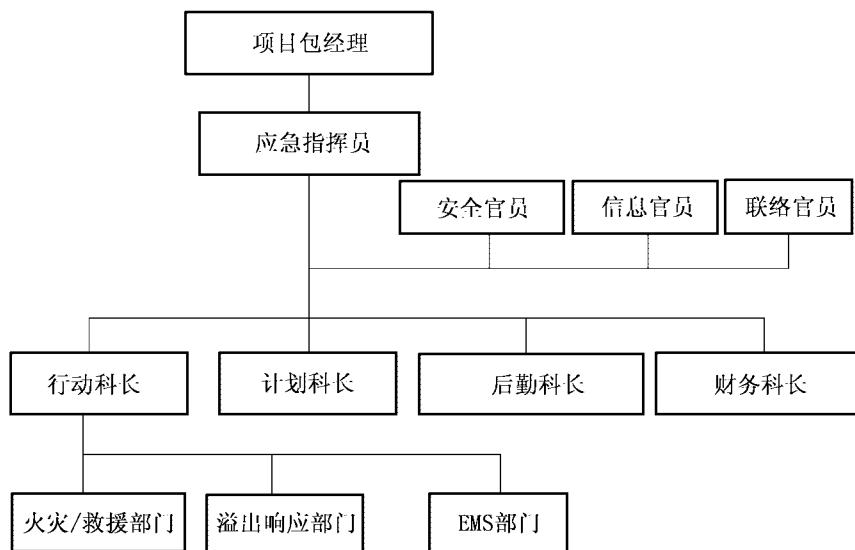 项目包经理
应急指挥员
安全官员
信息官员
联络官员
行动科长
计划科长
后勤科长
财务科长
火灾/救援部门
溢出响应部门
EMS部门